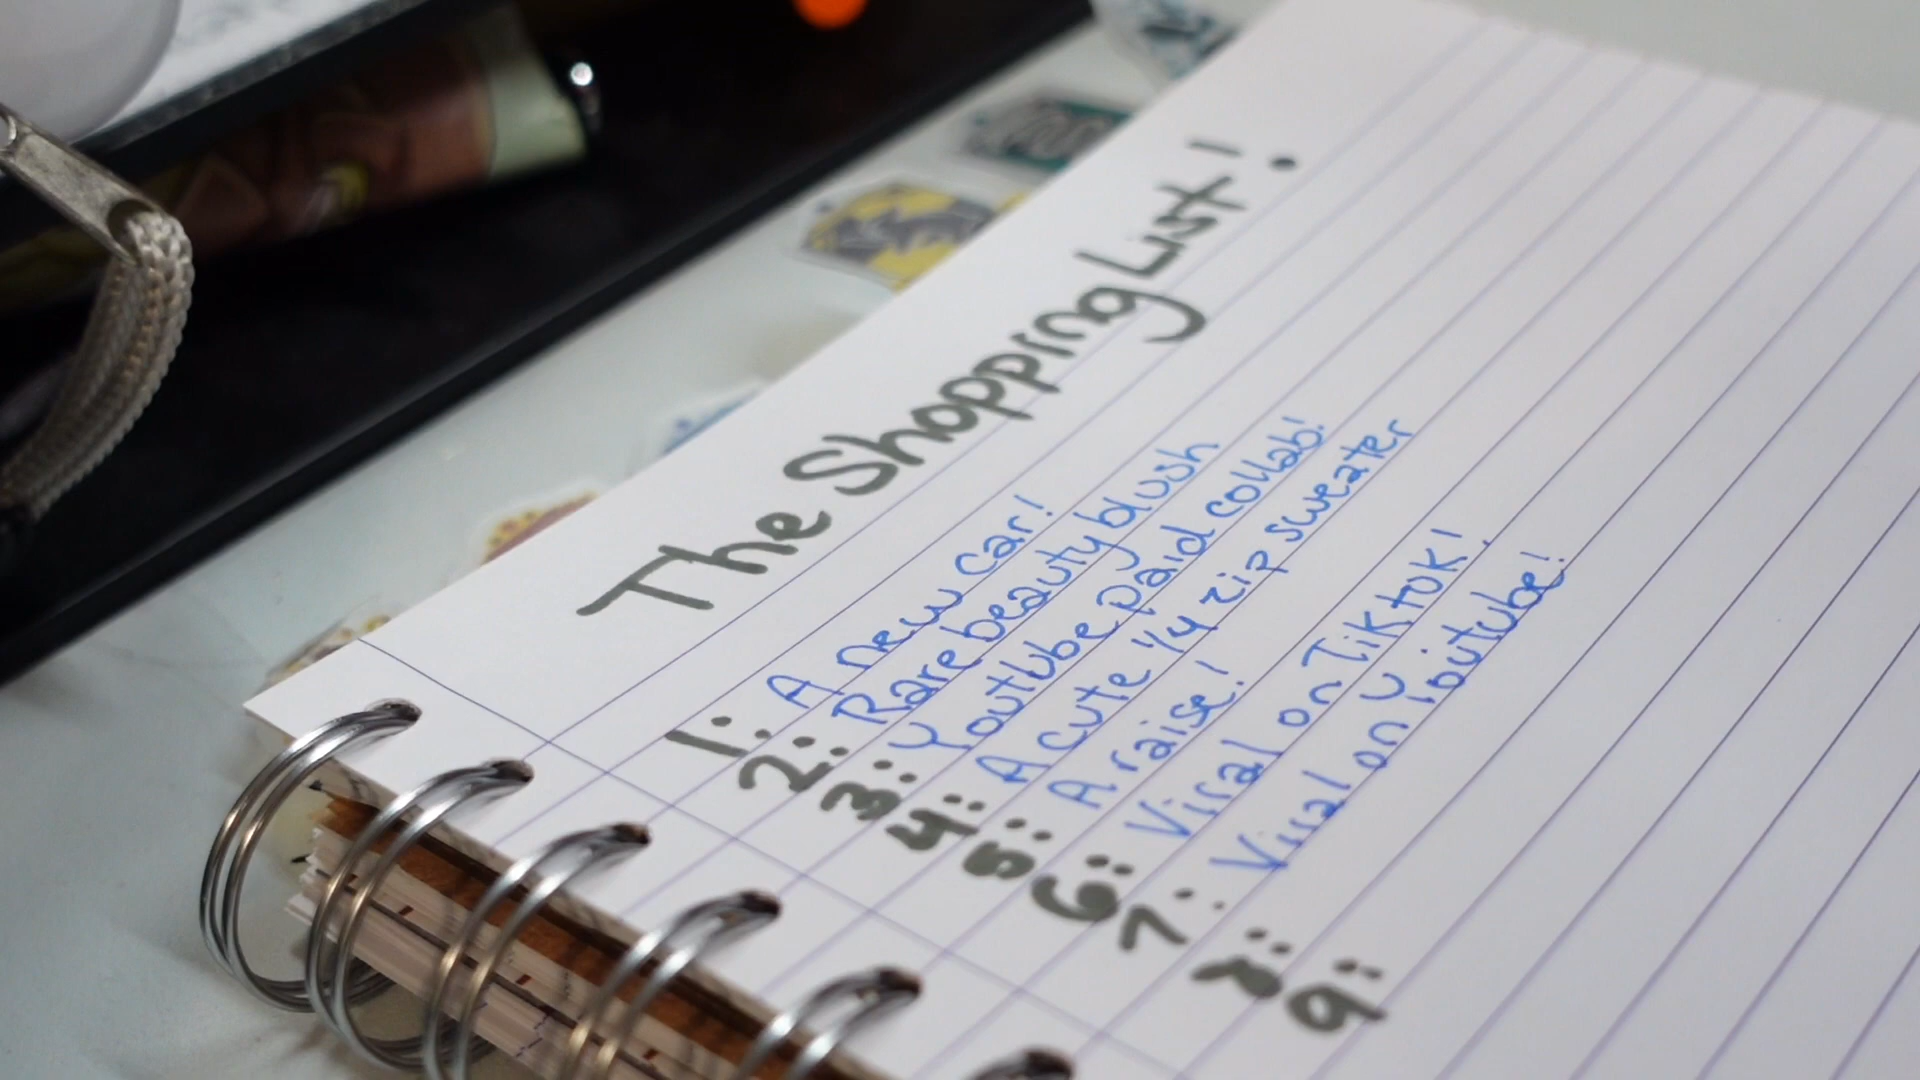 The Shopping List!
1: A new car!
2: Rare beauty blush
3: Youtube paid collab!
4: A cute 1/4 zip sweater
5: A raise!
6: Viral on TikTok!
7: Viral on Youtube!
8:
9: